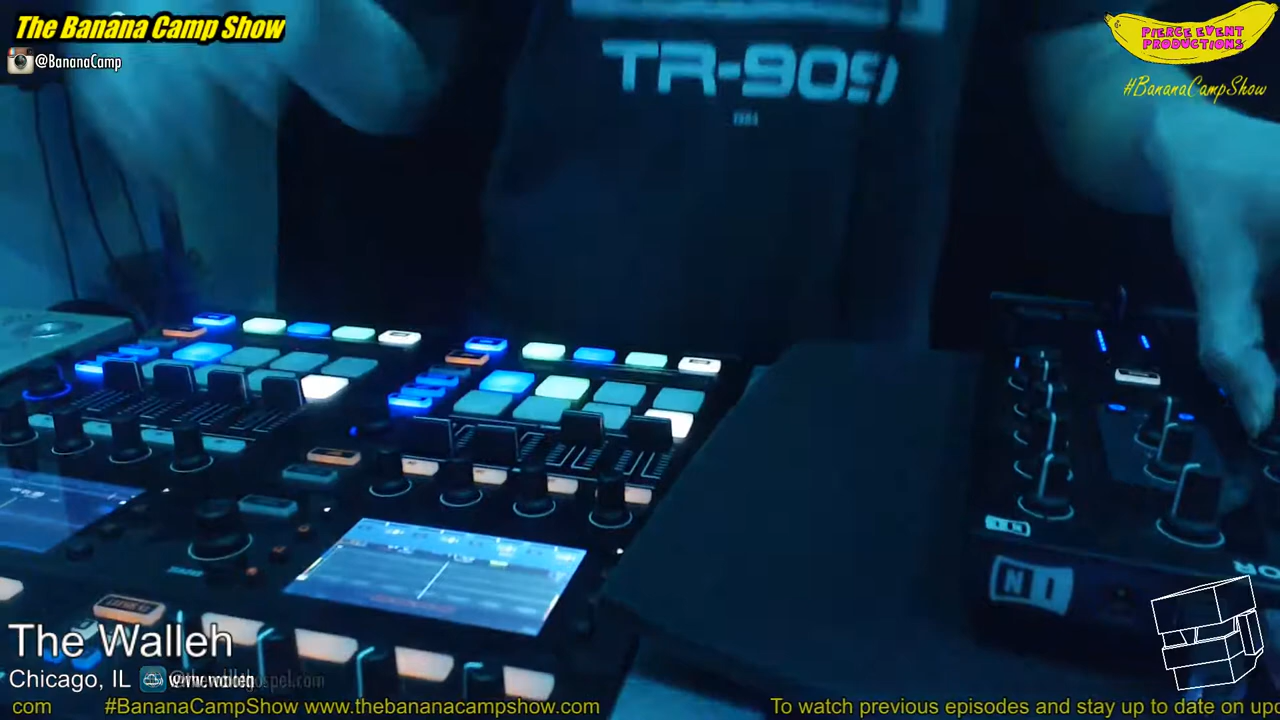 The Banana Camp Show
@BananaCamp
TR-909
PIERCE EVENT
PRODUCTIONS
#BananaCampShow
NI
The Walleh
Chicago, IL
com #BananaCampShow www.thebananacampshow.com To watch previous episodes and stay up to date on upc